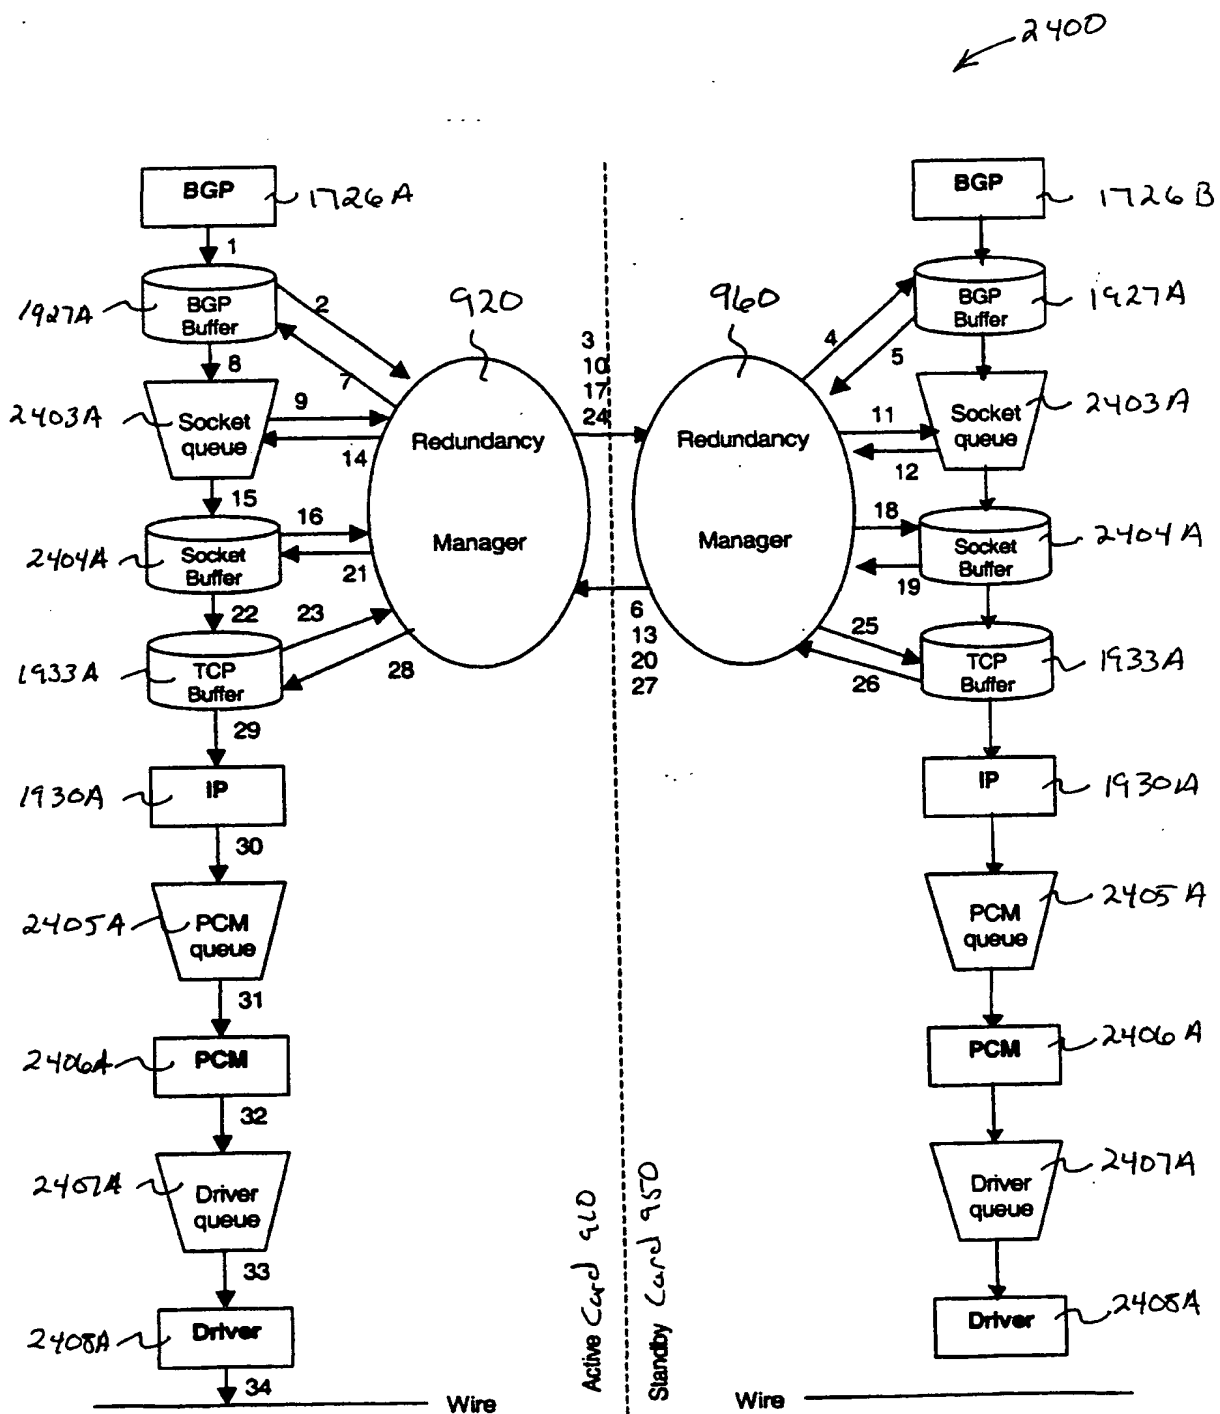 2400
BGP
1726A
1
1927A
BGP
Buffer
2
7
8
2403A
Socket
queue
9
14
15
2404A
Socket
Buffer
16
21
22
23
1933A
TCP
Buffer
28
29
1930A
IP
30
2405A
PCM
queue
31
2406A
PCM
32
2407A
Driver
queue
33
2408A
Driver
34
Wire
920
Redundancy
Manager
3
10
17
24
6
13
20
27
Active Card 910
Standby Card 950
960
Redundancy
Manager
BGP
1726B
4
5
BGP
Buffer
1927A
11
12
Socket
queue
2403A
18
19
Socket
Buffer
2404A
25
26
TCP
Buffer
1933A
IP
1930A
PCM
queue
2405A
PCM
2406A
Driver
queue
2407A
Driver
2408A
Wire